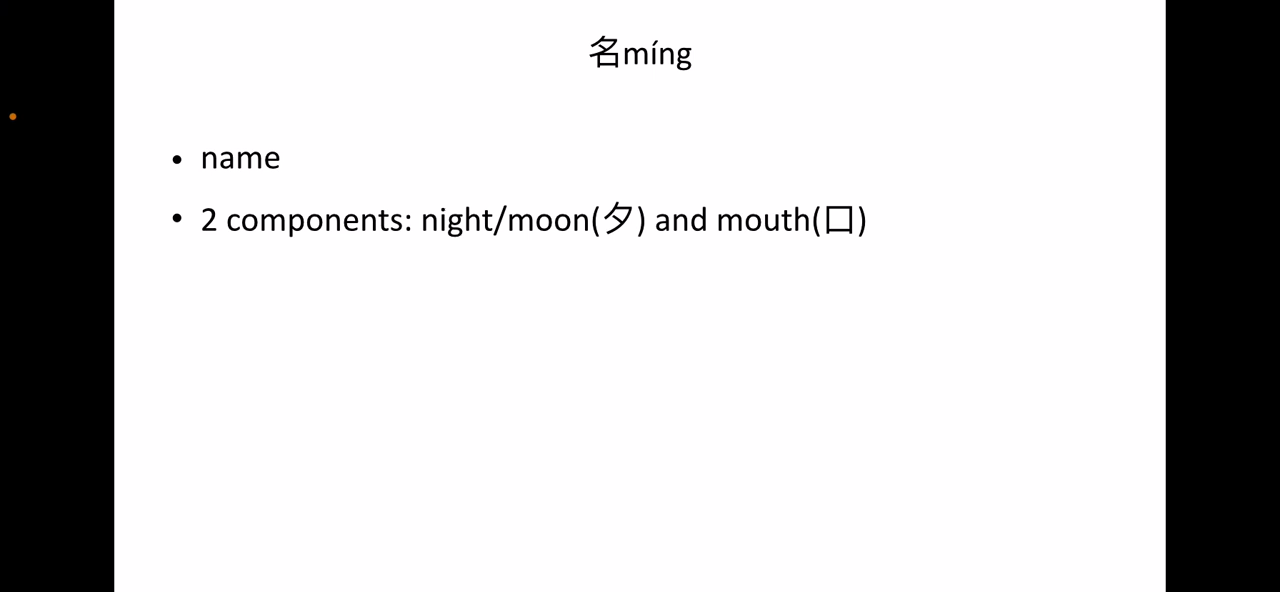 名míng
• name
• 2 components: night/moon(夕) and mouth(口)